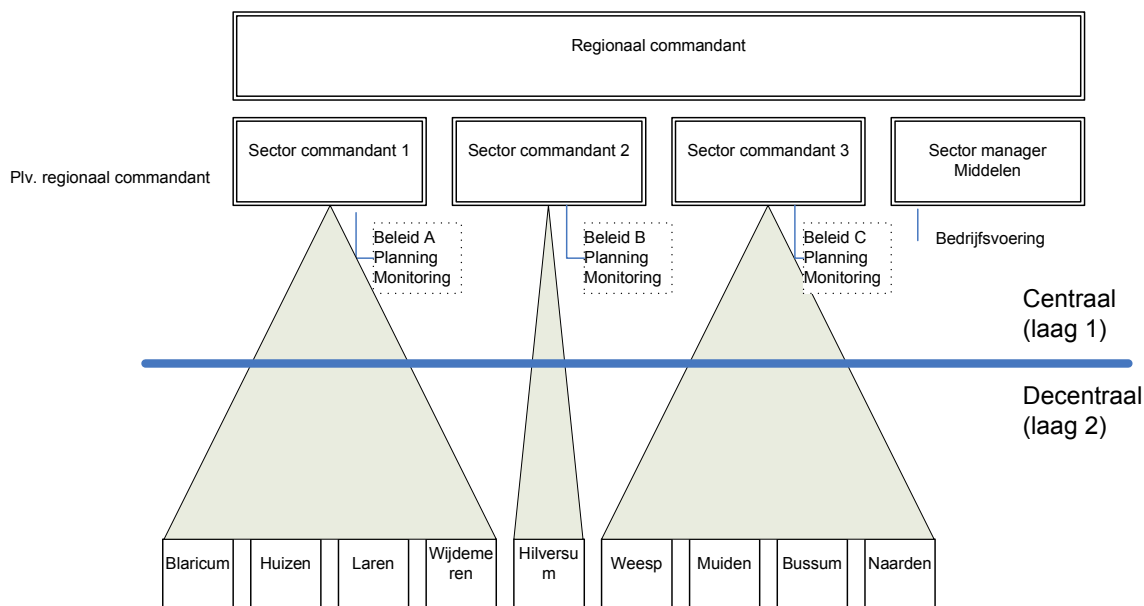 Regionaal commandant
Plv. regionaal commandant
Sector commandant 1
Sector commandant 2
Sector commandant 3
Sector manager
Middelen
Beleid A
Planning
Monitoring
Beleid B
Planning
Monitoring
Beleid C
Planning
Monitoring
Bedrijfsvoering
Centraal
(laag 1)
Decentraal
(laag 2)
Blaricum
Huizen
Laren
Wijdeme
ren
Hilversu
m
Weesp
Muiden
Bussum
Naarden